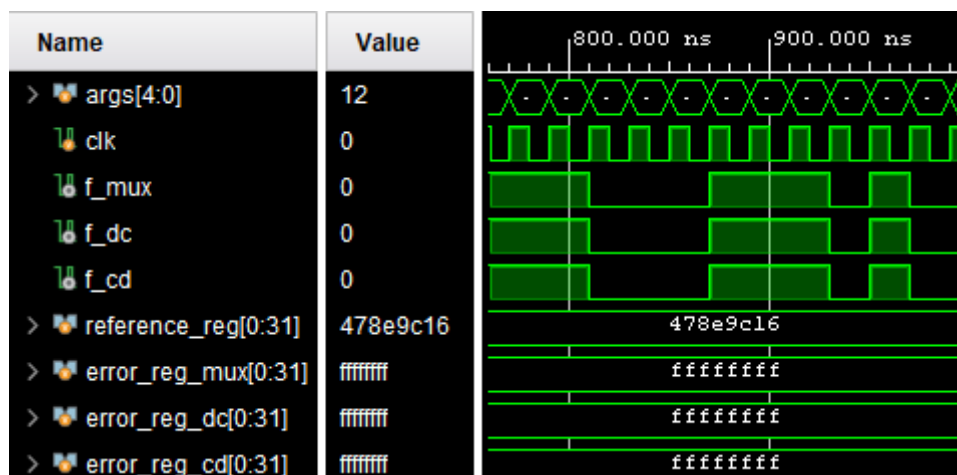 Name Value 800.000 ns 900.000 ns
args[4:0] 12
clk 0
f_mux 0
f_dc 0
f_cd 0
reference_reg[0:31] 478e9c16 478e9c16
error_reg_mux[0:31] ffffffff ffffffff
error_reg_dc[0:31] ffffffff ffffffff
error_reg_cd[0:31] ffffffff ffffffff